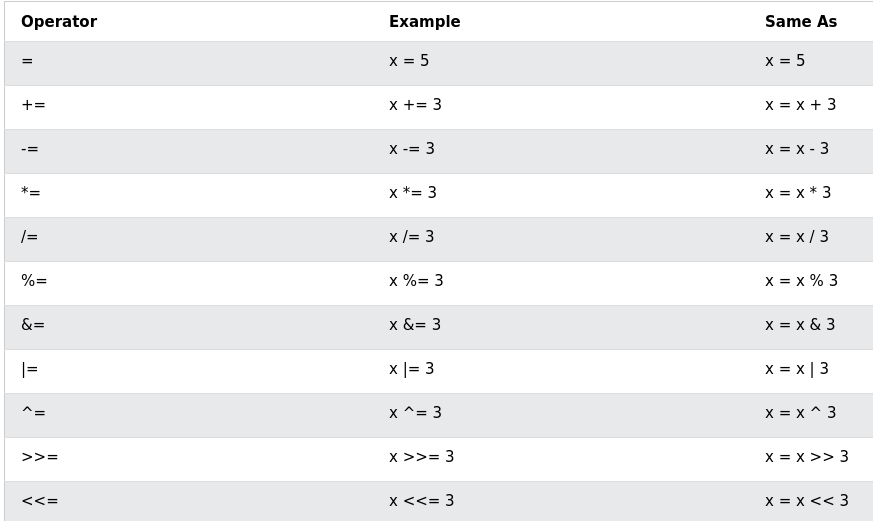 Operator Example Same As
= x = 5 x = 5
+= x += 3 x = x + 3
-= x -= 3 x = x - 3
*= x *= 3 x = x * 3
/= x /= 3 x = x / 3
%= x %= 3 x = x % 3
&= x &= 3 x = x & 3
|= x |= 3 x = x | 3
^= x ^= 3 x = x ^ 3
>>= x >>= 3 x = x >> 3
<<= x <<= 3 x = x << 3